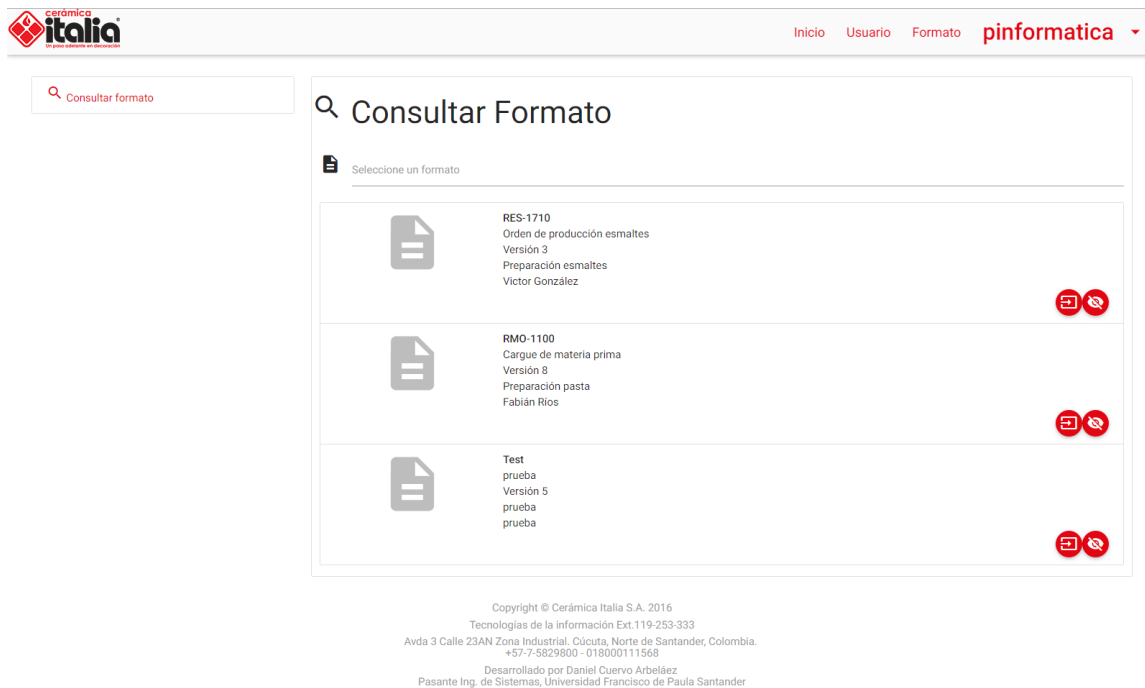 cerámica
italia
Un paso adelante en decoración
Inicio Usuario Formato pinformatica
Consultar formato
Consultar Formato
Seleccione un formato
RES-1710
Orden de producción esmaltes
Versión 3
Preparación esmaltes
Victor González
RMO-1100
Cargue de materia prima
Versión 8
Preparación pasta
Fabián Ríos
Test
prueba
Versión 5
prueba
prueba
Copyright © Cerámica Italia S.A. 2016
Tecnologías de la información Ext.119-253-333
Avda 3 Calle 23AN Zona Industrial. Cúcuta, Norte de Santander, Colombia.
+57-7-5829800 - 018000111568
Desarrollado por Daniel Cuervo Arbeláez
Pasante Ing. de Sistemas, Universidad Francisco de Paula Santander